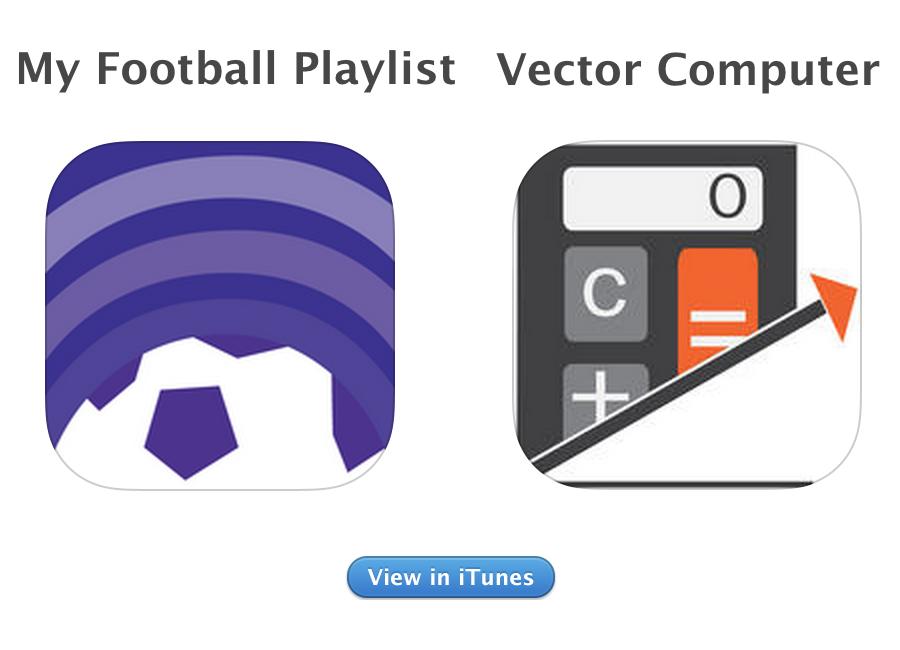 My Football Playlist
Vector Computer
0
C
=
+
View in iTunes